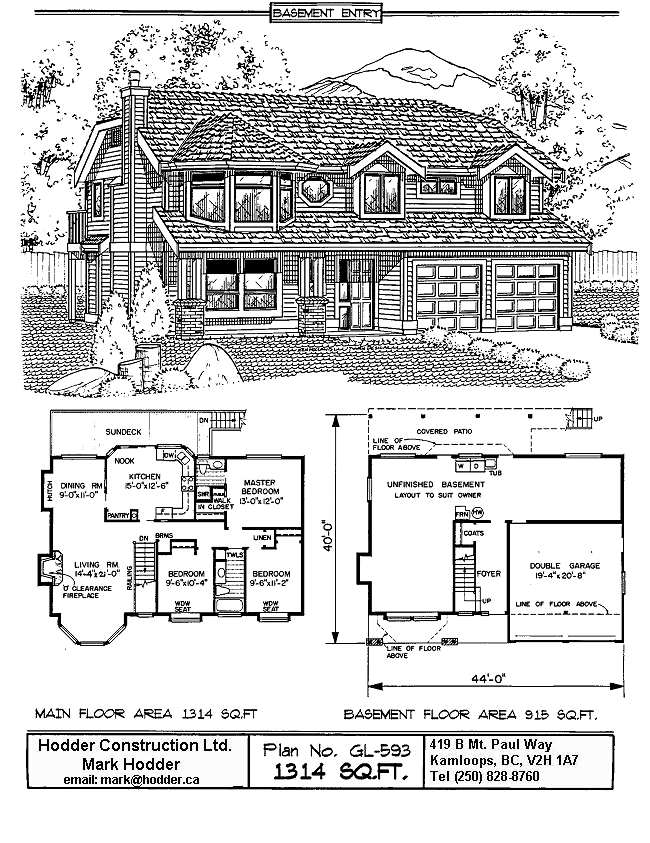 BASEMENT ENTRY
DN
UP
SUNDECK
COVERED PATIO
LINE OF
FLOOR ABOVE
NOOK
DW
KITCHEN
15'-0"x12'-6"
DINING RM
9'-0"x11'-0"
HUTCH
PANTRY
SHR
WALK
IN CLOSET
MASTER
BEDROOM
13'-0"x12'-0"
LINEN
DN
BRNS
TWLS
RAILING
LIVING RM.
14'-4"x21'-0"
'O' CLEARANCE
FIREPLACE
BEDROOM
9'-6"x10'-4"
WDW
SEAT
BEDROOM
9'-6"x11'-2"
WDW
SEAT
40'-0"
W
D
TUB
UNFINISHED BASEMENT
LAYOUT TO SUIT OWNER
FRN
HW
COATS
FOYER
UP
DOUBLE GARAGE
19'-4"x20'-8"
LINE OF FLOOR ABOVE
LINE OF FLOOR
ABOVE
44'-0"
MAIN FLOOR AREA 1314 SQ.FT
BASEMENT FLOOR AREA 915 SQ.FT.
Hodder Construction Ltd.
Mark Hodder
email: mark@hodder.ca
Plan No. GL-593
1314 SQ.FT.
419 B Mt. Paul Way
Kamloops, BC, V2H 1A7
Tel (250) 828-8760